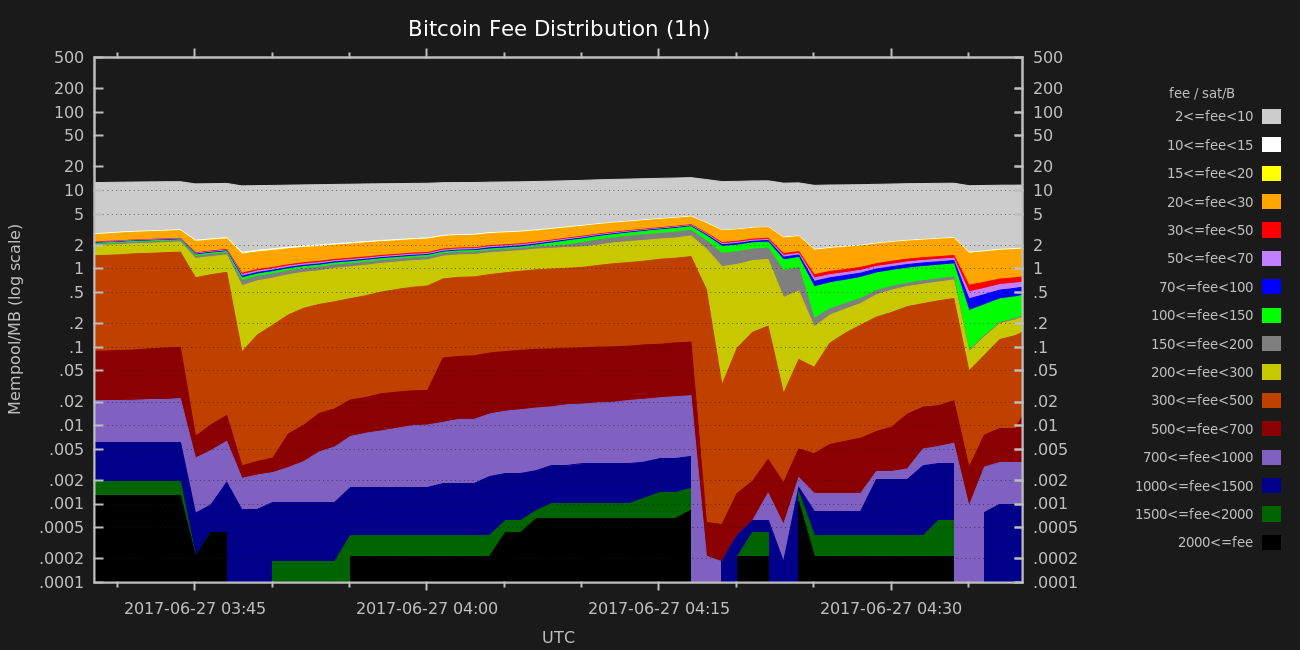 Bitcoin Fee Distribution (1h)
500 500
200 200
100 100
50 50
20 20
10 10
5 5
2 2
1 1
.5 .5
.2 .2
.1 .1
.05 .05
.02 .02
.01 .01
.005 .005
.002 .002
.001 .001
.0005 .0005
.0002 .0002
.0001 .0001
Mempool/MB (log scale)
2017-06-27 03:45 2017-06-27 04:00 2017-06-27 04:15 2017-06-27 04:30
UTC
fee / sat/B
2<=fee<10
10<=fee<15
15<=fee<20
20<=fee<30
30<=fee<50
50<=fee<70
70<=fee<100
100<=fee<150
150<=fee<200
200<=fee<300
300<=fee<500
500<=fee<700
700<=fee<1000
1000<=fee<1500
1500<=fee<2000
2000<=fee